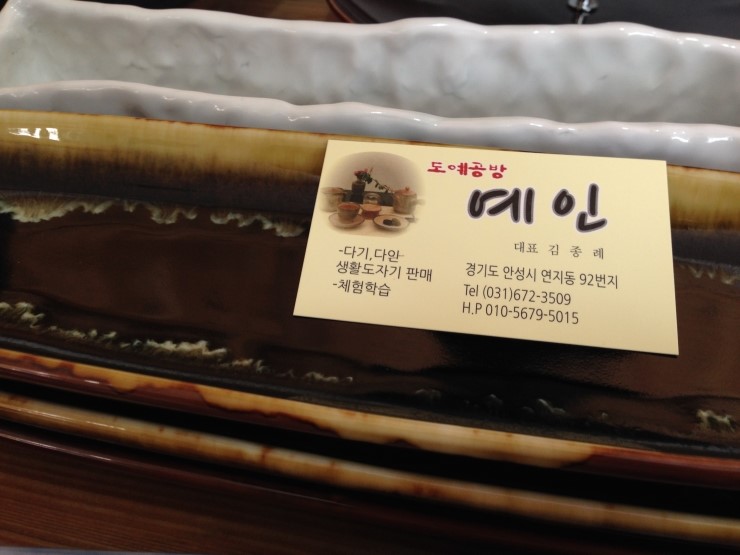 도예공방
예인
대표 김종례
-다기,다완
생활도자기 판매
-체험학습
경기도 안성시 연지동 92번지
Tel (031)672-3509
H.P 010-5679-5015